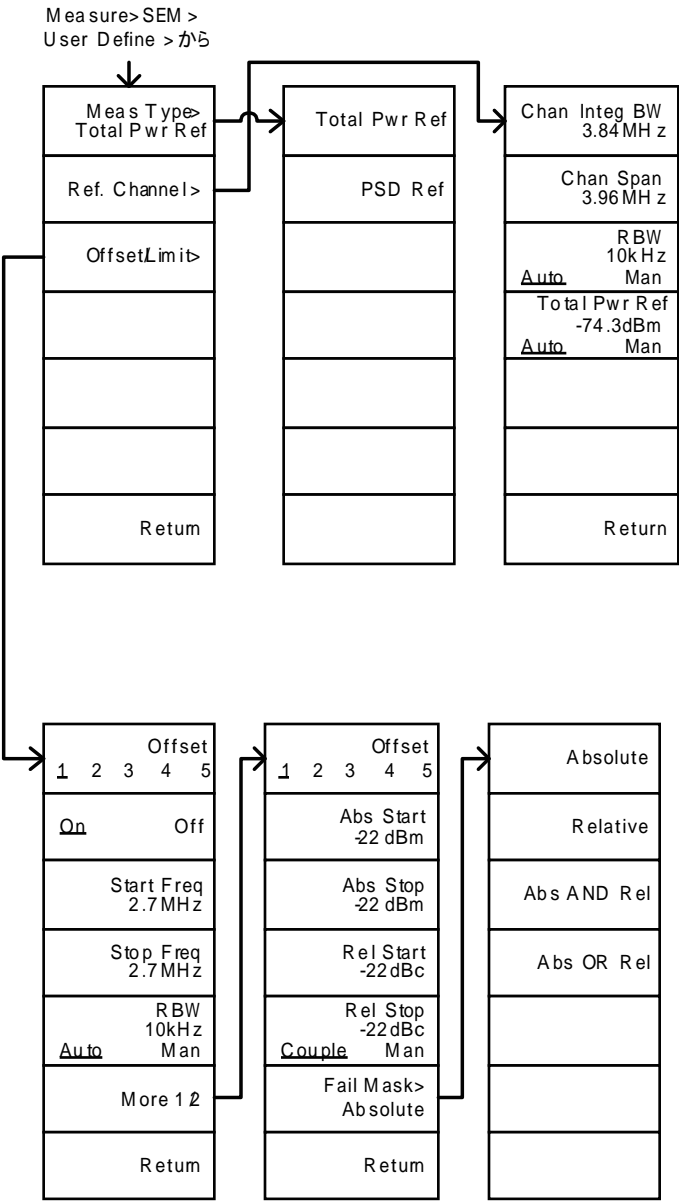 Measure>SEM>
User Define >から
Meas Type>
Total Pwr Ref
Ref. Channel>
Offset/Limit>
Return
Total Pwr Ref
PSD Ref
Chan Integ BW
3.84MHz
Chan Span
3.96MHz
RBW
10kHz
Auto Man
Total Pwr Ref
-74.3dBm
Auto Man
Return
Offset
1 2 3 4 5
On Off
Start Freq
2.7MHz
Stop Freq
2.7MHz
RBW
10kHz
Auto Man
More 1/2
Return
Offset
1 2 3 4 5
Abs Start
-22 dBm
Abs Stop
-22 dBm
Rel Start
-22dBc
Rel Stop
-22dBc
Couple Man
Fail Mask>
Absolute
Return
Absolute
Relative
Abs AND Rel
Abs OR Rel